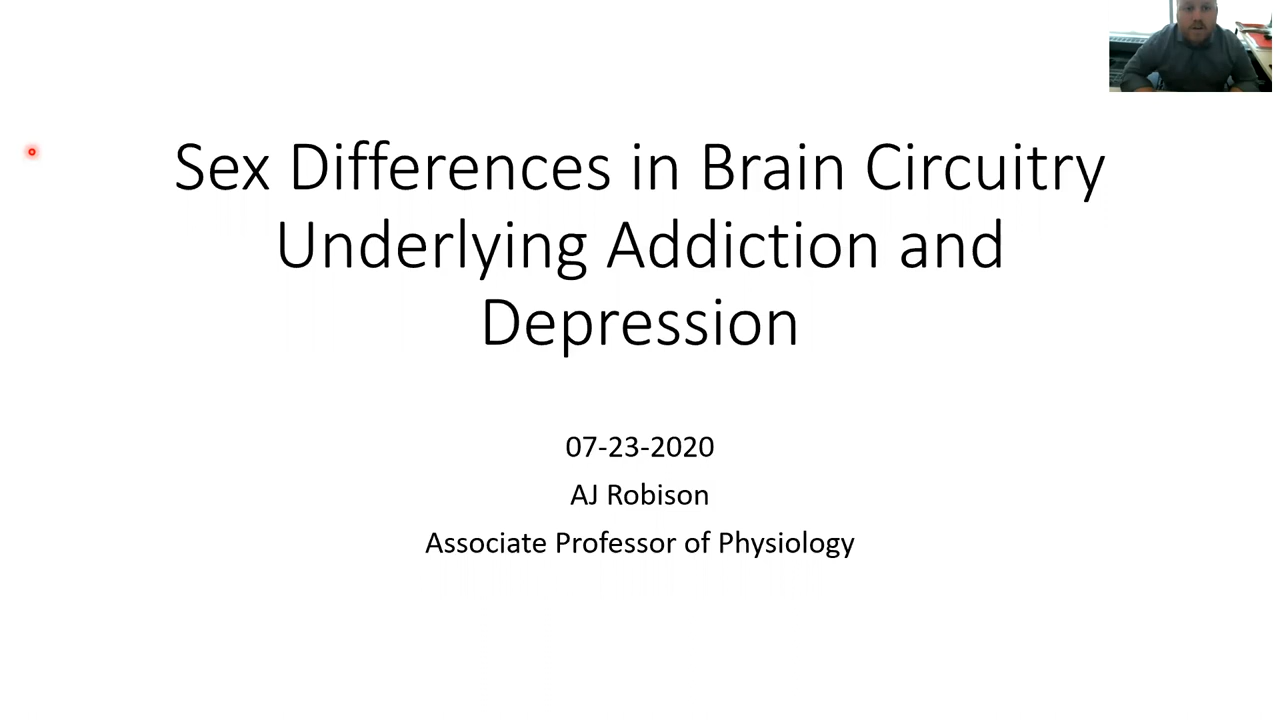 Sex Differences in Brain Circuitry
Underlying Addiction and
Depression
07-23-2020
AJ Robison
Associate Professor of Physiology